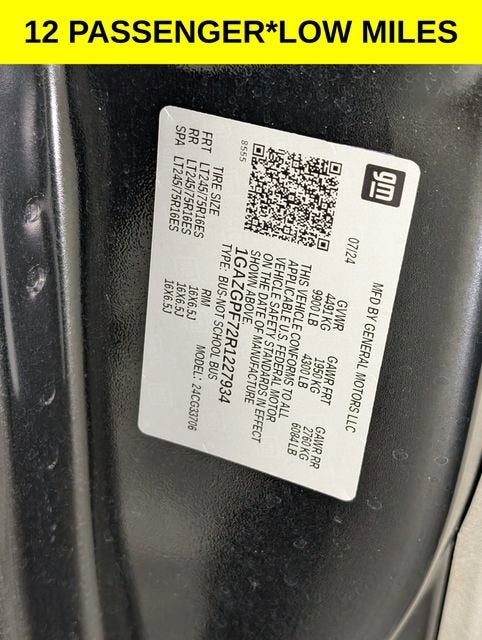 12 PASSENGER*LOW MILES
gm
MFD BY GENERAL MOTORS LLC
07/24
GVWR GAWR FRT GAWR RR
4491 KG 1950 KG 2760 KG
9900 LB 4300 LB 6084 LB
THIS VEHICLE CONFORMS TO ALL
APPLICABLE U.S. FEDERAL MOTOR
VEHICLE SAFETY STANDARDS IN EFFECT
ON THE DATE OF MANUFACTURE
SHOWN ABOVE.
1GAZGPF72R1227934
TYPE: BUS-NOT SCHOOL BUS
MODEL: 24CG33706
8555
TIRE SIZE RIM
FRT LT245/75R16ES 16X6.5J
RR LT245/75R16ES 16X6.5J
SPA LT245/75R16ES 16X6.5J